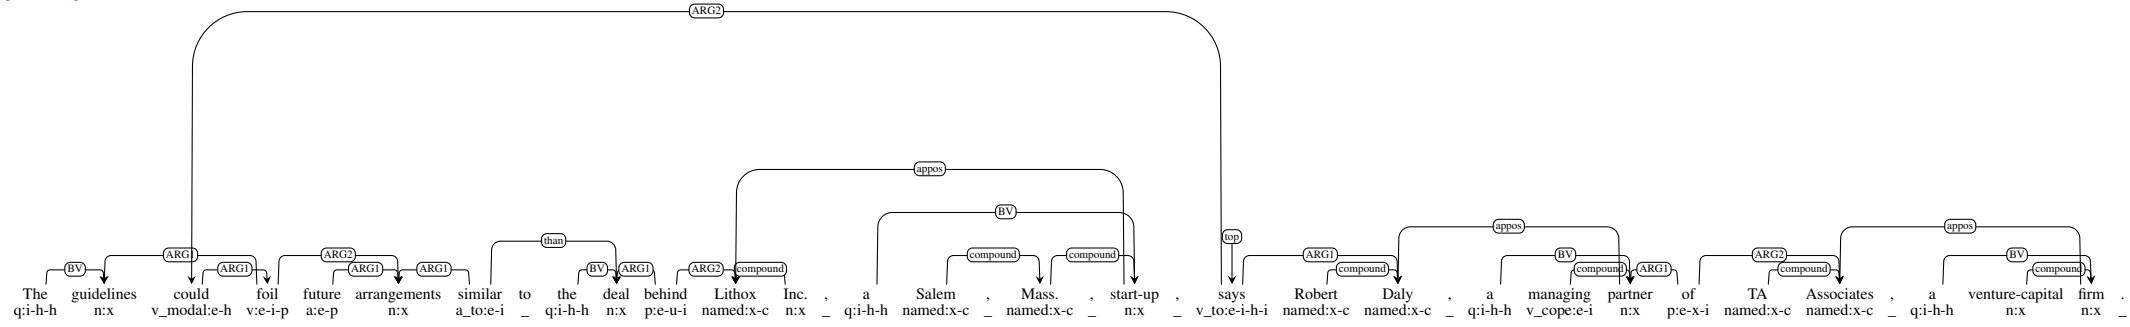 ARG2
appos
BV
appos appos
than top
ARG1 ARG2 compound compound ARG1 BV ARG2 BV
BV ARG1 ARG1 ARG1 BV ARG1 ARG2 compound compound compound ARG1 compound compound
The guidelines could foil future arrangements similar to the deal behind Lithox Inc. , a Salem , Mass. , start-up , says Robert Daly , a managing partner of TA Associates , a venture-capital firm .
q:i-h-h n:x v_modal:e-h v:e-i-p a:e-p n:x a_to:e-i _ q:i-h-h n:x p:e-u-i named:x-c n:x _ q:i-h-h named:x-c _ named:x-c _ n:x _ v_to:e-i-h-i named:x-c named:x-c _ q:i-h-h v_cope:e-i n:x p:e-x-i named:x-c named:x-c _ q:i-h-h n:x n:x _